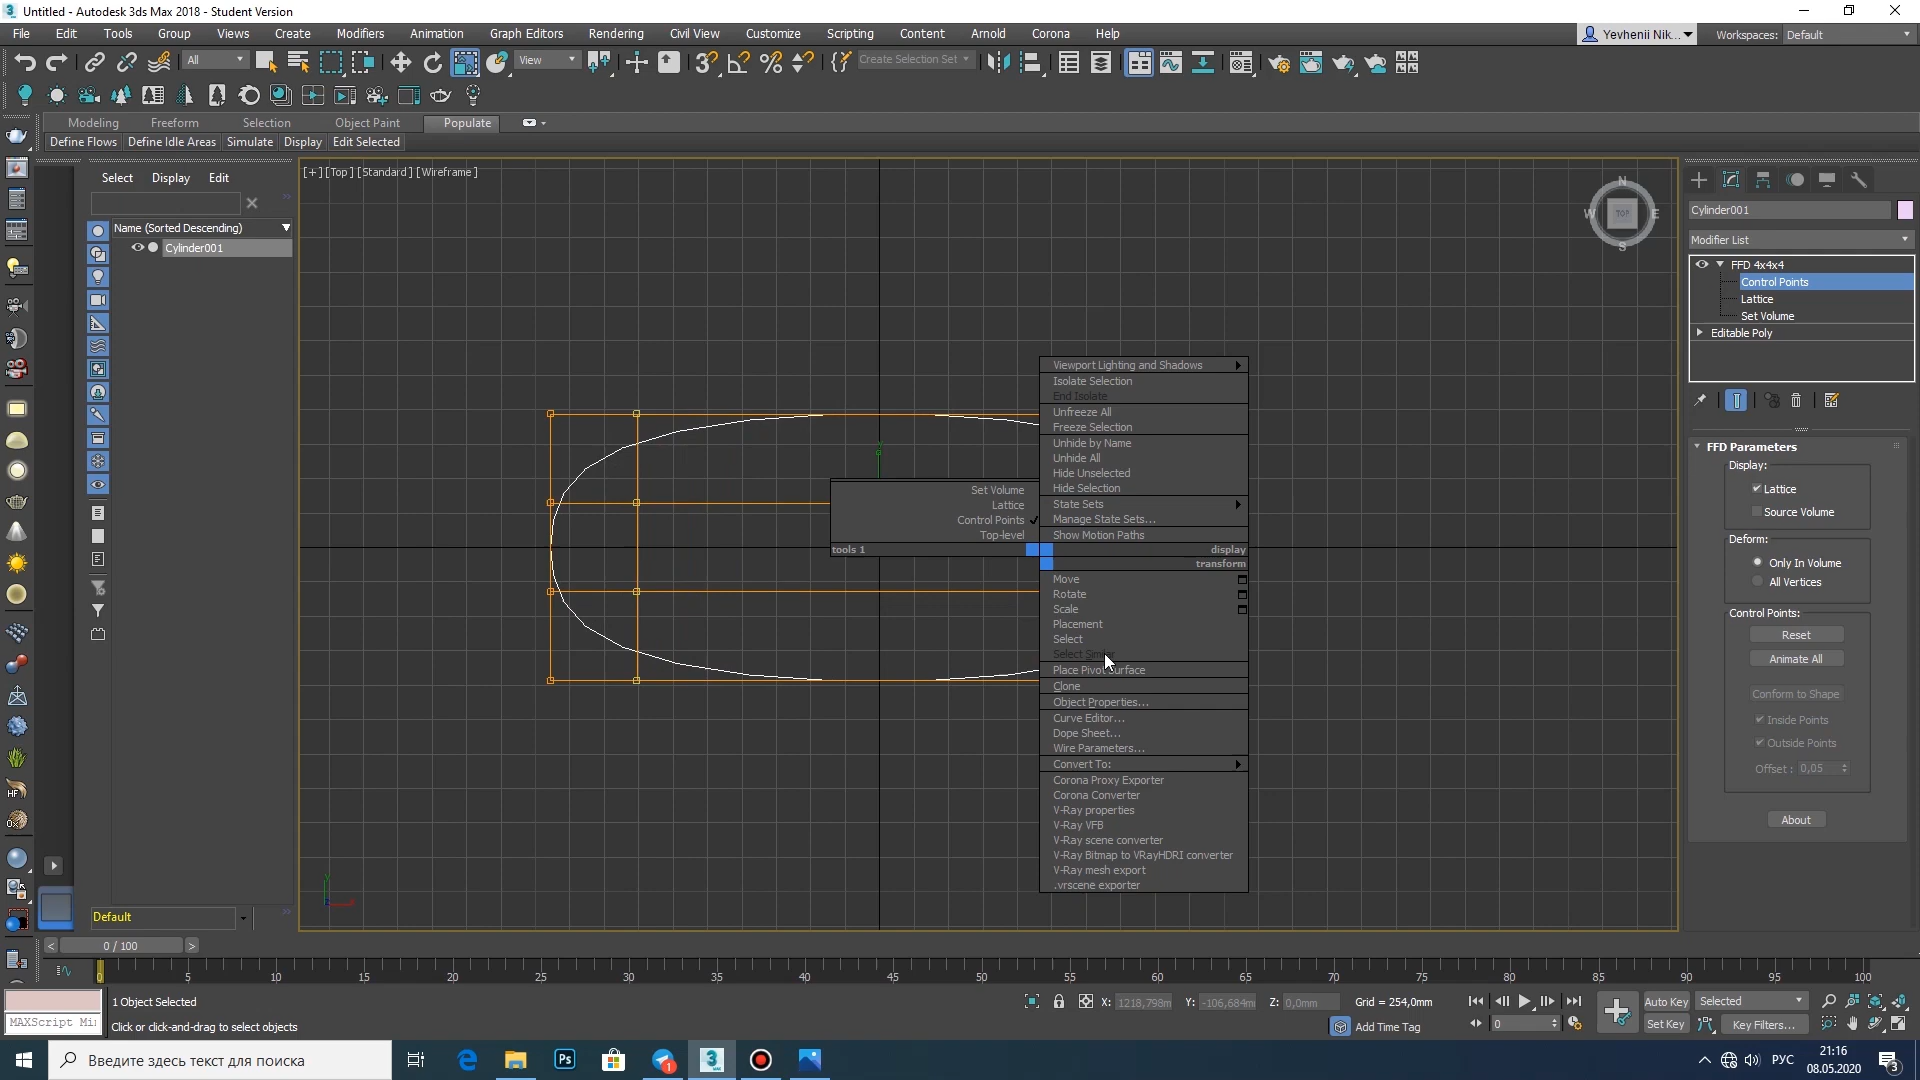 Untitled - Autodesk 3ds Max 2018 - Student Version
File Edit Tools Group Views Create Modifiers Animation Graph Editors Rendering Civil View Customize Scripting Content Arnold Corona Help
Yevhenii Nik... Workspaces: Default
All View Create Selection Set
Modeling Freeform Selection Object Paint Populate
Define Flows Define Idle Areas Simulate Display Edit Selected
Select Display Edit
[+] [Top] [Standard] [Wireframe]
Name (Sorted Descending)
Cylinder001
N
W TOP E
S
Cylinder001
Modifier List
FFD 4x4x4
Control Points
Lattice
Set Volume
Editable Poly
FFD Parameters
Display:
Lattice
Source Volume
Deform:
Only In Volume
All Vertices
Control Points:
Reset
Animate All
Conform to Shape
Inside Points
Outside Points
Offset : 0,05
About
Viewport Lighting and Shadows
Isolate Selection
End Isolate
Unfreeze All
Freeze Selection
Unhide by Name
Unhide All
Hide Unselected
Hide Selection
State Sets
Manage State Sets...
Show Motion Paths
display
Set Volume
Lattice
Control Points
Top-level
tools 1
transform
Move
Rotate
Scale
Placement
Select
Select
Place Pivot Surface
Clone
Object Properties...
Curve Editor...
Dope Sheet...
Wire Parameters...
Convert To:
Corona Proxy Exporter
Corona Converter
V-Ray properties
V-Ray VFB
V-Ray scene converter
V-Ray Bitmap to VRayHDRI converter
V-Ray mesh export
.vrscene exporter
Default
0 / 100
0 5 10 15 20 25 30 35 40 45 50 55 60 65 70 75 80 85 90 95 100
1 Object Selected
X: 1218,798m Y: -106,684m Z: 0,0mm Grid = 254,0mm
Auto Key Selected
MAXScript Mi
Click or click-and-drag to select objects
Add Time Tag
0
Set Key Key Filters...
Введите здесь текст для поиска
Ps
1
3
РУС
21:16
08.05.2020
3